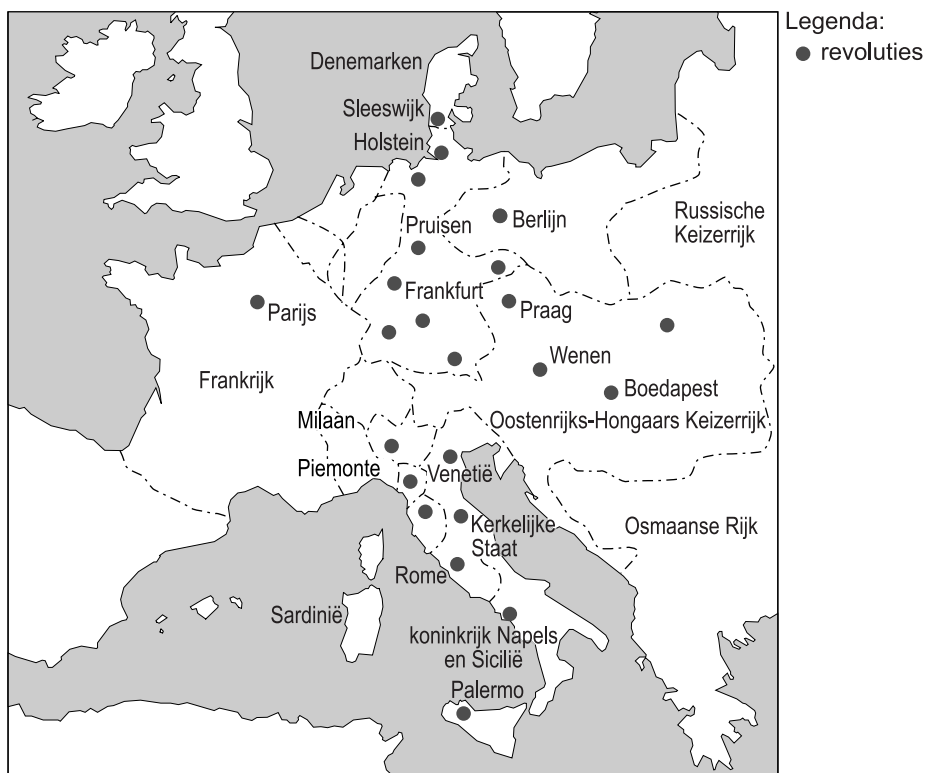 Legenda:
revoluties
Denemarken
Sleeswijk
Holstein
Pruisen
Berlijn
Russische
Keizerrijk
Frankfurt
Parijs
Praag
Wenen
Frankrijk
Boedapest
Milaan
Oostenrijks-Hongaars Keizerrijk
Piemonte
Venetië
Kerkelijke
Staat
Osmaanse Rijk
Rome
Sardinië
koninkrijk Napels
en Sicilië
Palermo